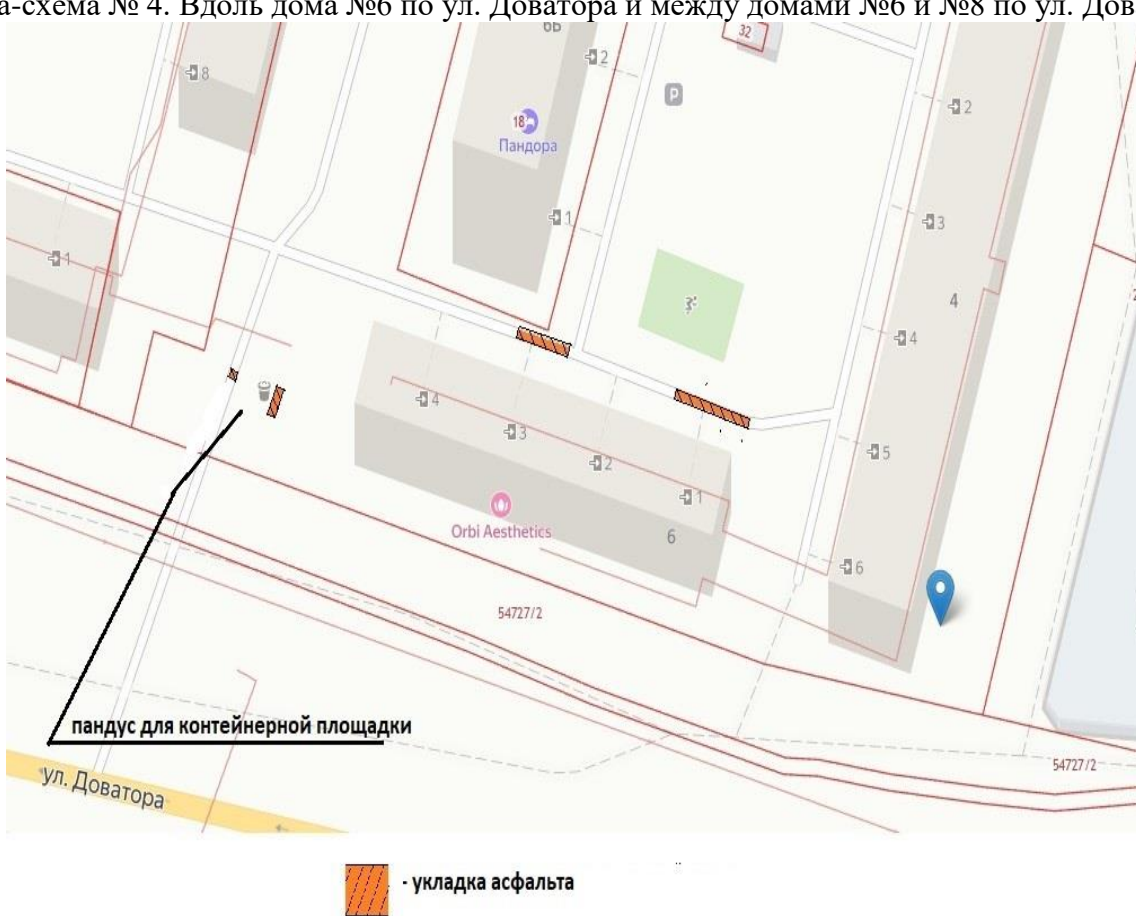 а-схема № 4. Вдоль дома №6 по ул. Доватора и между домами №6 и №8 по ул. Дов
6Б
32
2
8
P
2
18
Пандора
1
3
1
4
4
4
3
5
2
1
Orbi Aesthetics
6
6
54727/2
пандус для контейнерной площадки
54727/2
ул. Доватора
- укладка асфальта